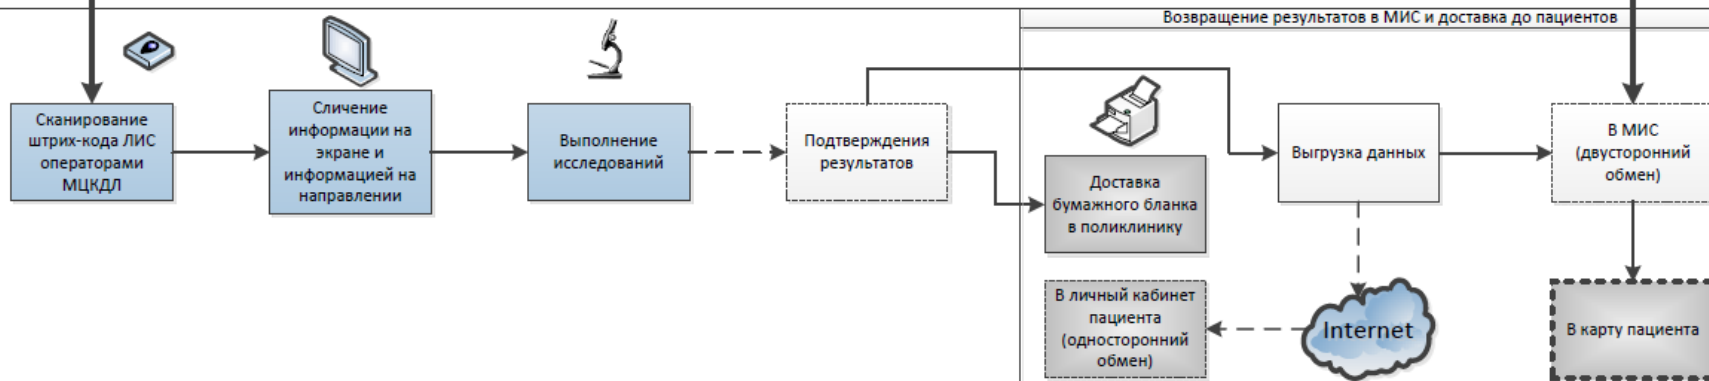 Возвращение результатов в МИС и доставка до пациентов
Сканирование
штрих-кода ЛИС
операторами
МЦКДЛ
Сличение
информации на
экране и
информацией на
направлении
Выполнение
исследований
Подтверждения
результатов
Доставка
бумажного бланка
в поликлинику
Выгрузка данных
В МИС
(двусторонний
обмен)
В личный кабинет
пациента
(односторонний
обмен)
Internet
В карту пациента